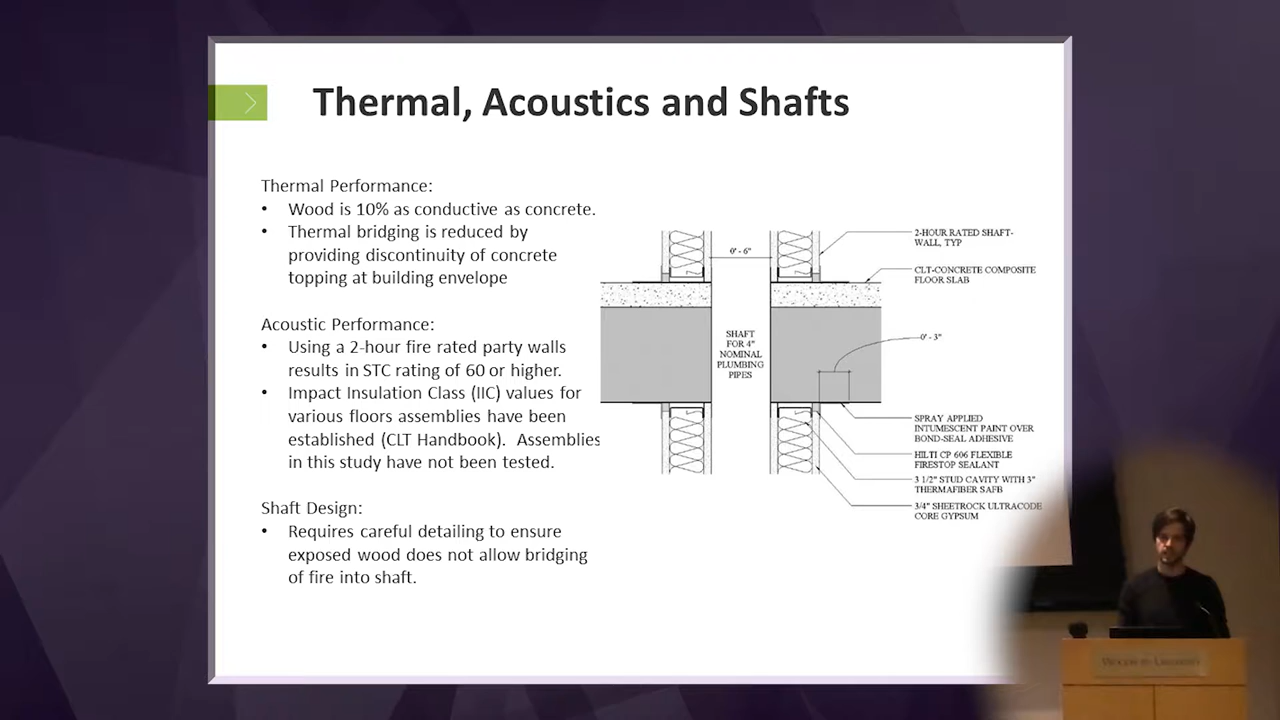 Thermal, Acoustics and Shafts
Thermal Performance:
• Wood is 10% as conductive as concrete.
• Thermal bridging is reduced by
providing discontinuity of concrete
topping at building envelope
Acoustic Performance:
• Using a 2-hour fire rated party walls
results in STC rating of 60 or higher.
• Impact Insulation Class (IIC) values for
various floors assemblies have been
established (CLT Handbook). Assemblies
in this study have not been tested.
Shaft Design:
• Requires careful detailing to ensure
exposed wood does not allow bridging
of fire into shaft.
0' - 6"
SHAFT
FOR 4"
NOMINAL
PLUMBING
PIPES
2-HOUR RATED SHAFT-
WALL, TYP
CLT-CONCRETE COMPOSITE
FLOOR SLAB
0' - 3"
SPRAY APPLIED
INTUMESCENT PAINT OVER
BOND-SEAL ADHESIVE
HILTI CP 606 FLEXIBLE
FIRESTOP SEALANT
3 1/2" STUD CAVITY WITH 3"
THERMAFIBER SAFB
3/4" SHEETROCK ULTRACODE
CORE GYPSUM